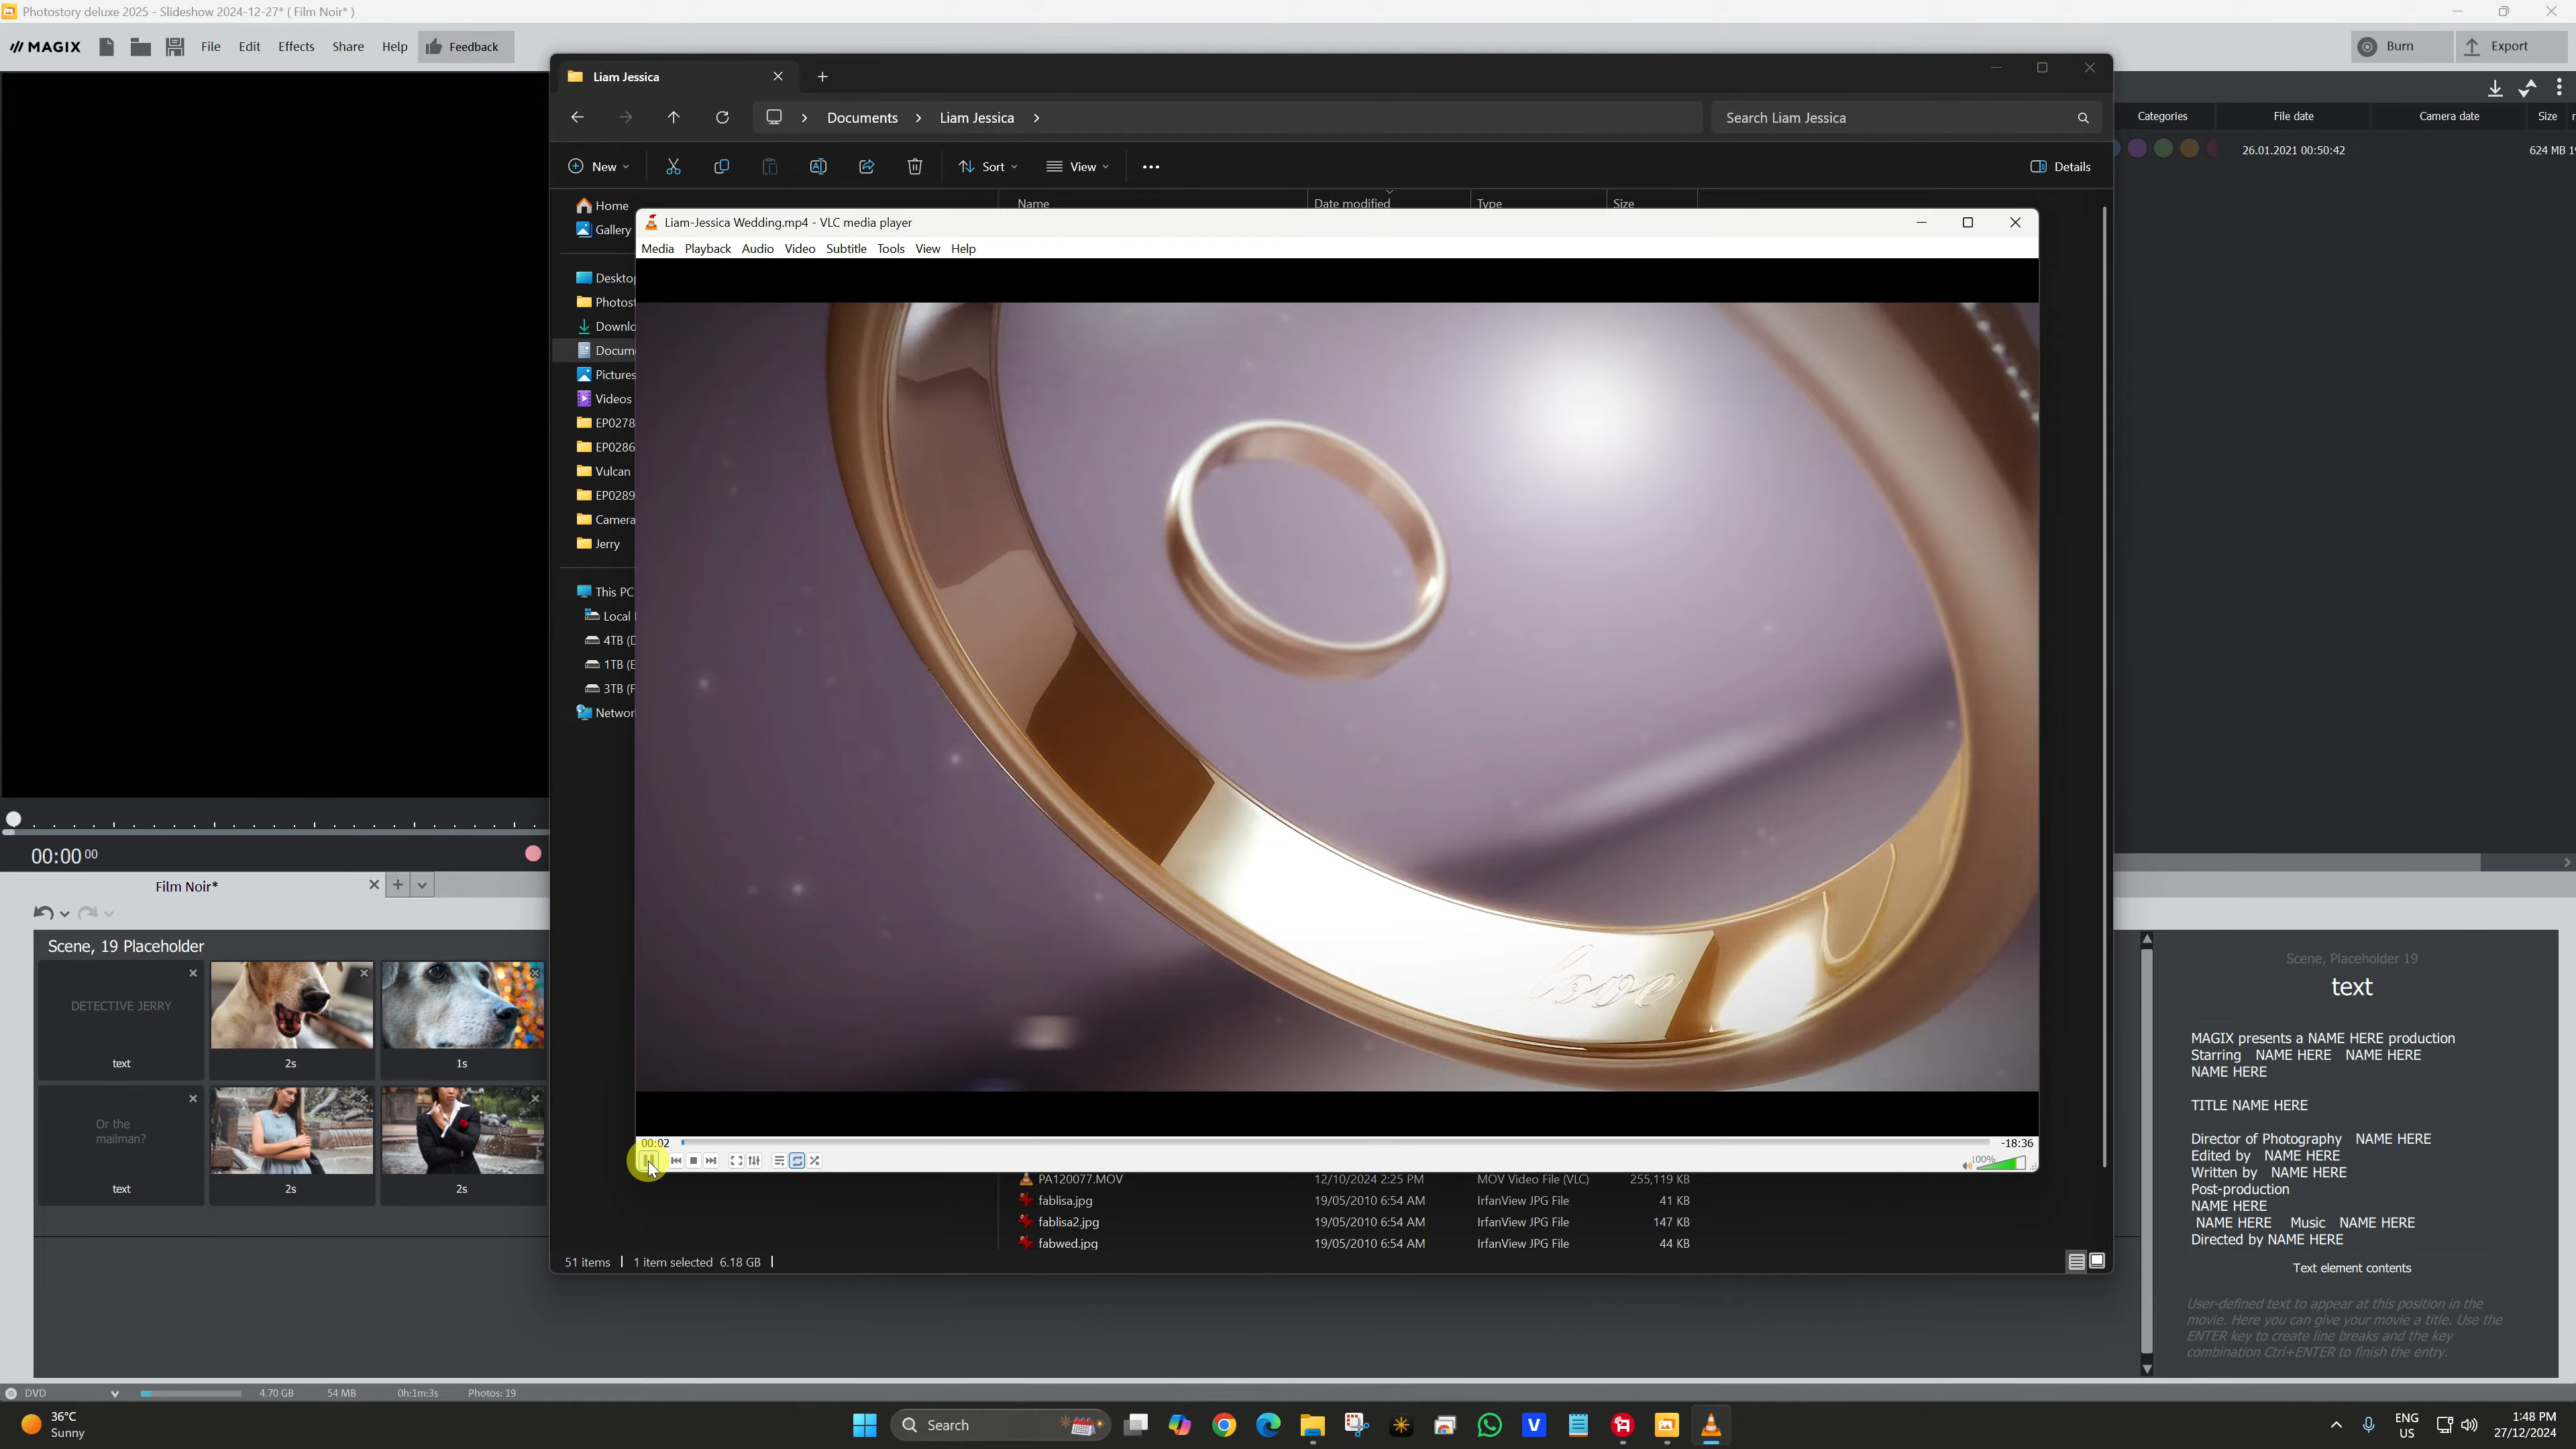 Photostory deluxe 2025 - Slideshow 2024-12-27* ( Film Noir* )
MAGIX File Edit Effects Share Help Feedback Burn Export
Liam Jessica
Documents Liam Jessica Search Liam Jessica
New Sort View Details
Categories File date Camera date Size
26.01.2021 00:50:42 624 MB
Name Date modified Type Size
Home
Gallery
Photos
EP0278
EP0286
Vulcan
EP0289
Camera
Jerry
Pictures
Videos
This PC
Local
4TB (D
1TB (E
3TB (F
Liam-Jessica Wedding.mp4 - VLC media player
Media Playback Audio Video Subtitle Tools View Help
love
00:02 -18:36
100%
PA120077.MOV 12/10/2024 2:25 PM MOV Video File (VLC) 255,119 KB
fablisa.jpg 19/05/2010 6:54 AM IrfanView JPG File 41 KB
fablisa2.jpg 19/05/2010 6:54 AM IrfanView JPG File 147 KB
fabwed.jpg 19/05/2010 6:54 AM IrfanView JPG File 44 KB
51 items 1 item selected 6.18 GB
00:00 00
Film Noir*
Scene, 19 Placeholder
DETECTIVE JERRY
text 2s 1s
Or the
mailman?
text 2s 2s
Scene, Placeholder 19
text
MAGIX presents a NAME HERE production
Starring NAME HERE NAME HERE
NAME HERE
TITLE NAME HERE
Director of Photography NAME HERE
Edited by NAME HERE
Written by NAME HERE
Post-production
NAME HERE
NAME HERE Music NAME HERE
Directed by NAME HERE
Text element contents
User-defined text to appear at this position in the
movie. Here you can give your movie a title. Use the
ENTER key to create line breaks and the key
combination Ctrl+ENTER to finish the entry.
DVD 4.70 GB 54 MB 0h:1m:3s Photos: 19
36°C
Sunny
Search
ENG
US
1:48 PM
27/12/2024